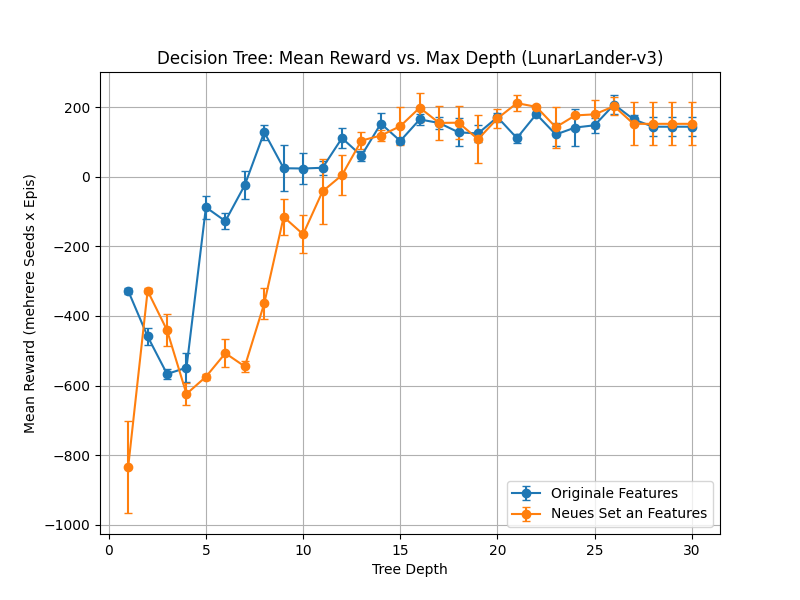 Decision Tree: Mean Reward vs. Max Depth (LunarLander-v3)
Mean Reward (mehrere Seeds x Epis)
200
0
−200
−400
−600
−800
−1000
0 5 10 15 20 25 30
Tree Depth
Originale Features
Neues Set an Features